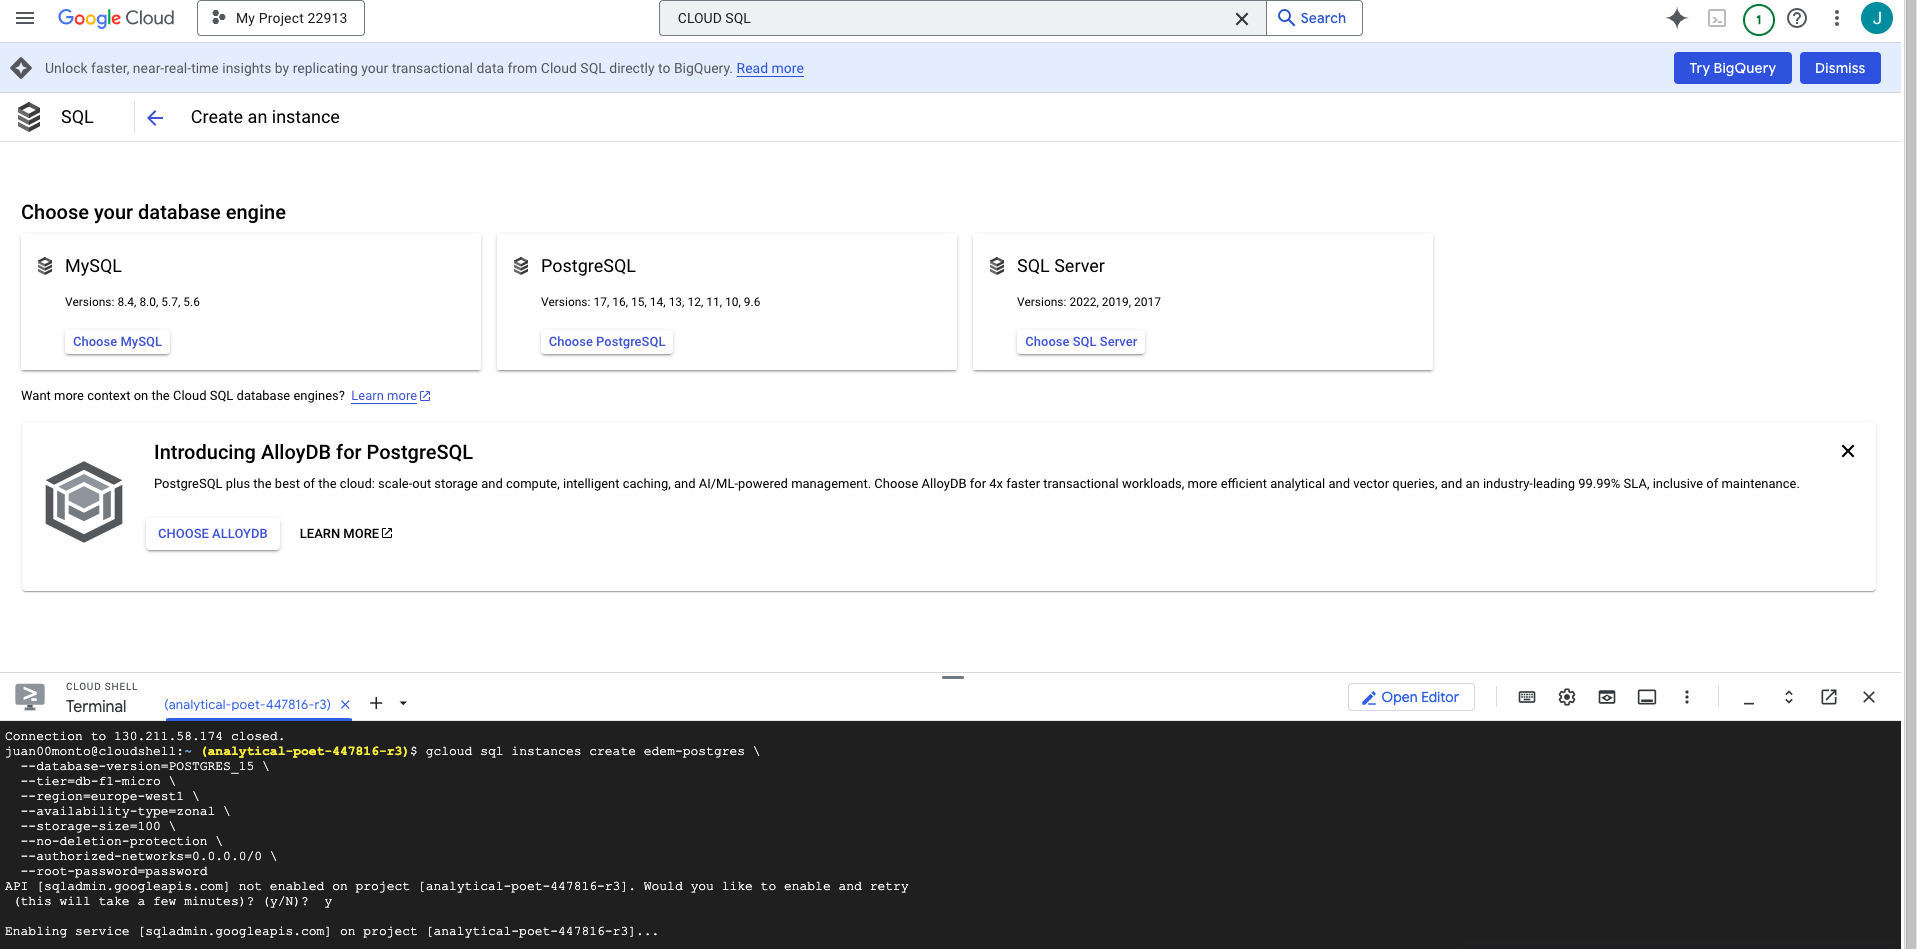 Google Cloud
My Project 22913
CLOUD SQL
Search
1
J
Unlock faster, near-real-time insights by replicating your transactional data from Cloud SQL directly to BigQuery. Read more
Try BigQuery
Dismiss
SQL
Create an instance
Choose your database engine
MySQL
Versions: 8.4, 8.0, 5.7, 5.6
Choose MySQL
PostgreSQL
Versions: 17, 16, 15, 14, 13, 12, 11, 10, 9.6
Choose PostgreSQL
SQL Server
Versions: 2022, 2019, 2017
Choose SQL Server
Want more context on the Cloud SQL database engines? Learn more
Introducing AlloyDB for PostgreSQL
PostgreSQL plus the best of the cloud: scale-out storage and compute, intelligent caching, and AI/ML-powered management. Choose AlloyDB for 4x faster transactional workloads, more efficient analytical and vector queries, and an industry-leading 99.99% SLA, inclusive of maintenance.
CHOOSE ALLOYDB
LEARN MORE
CLOUD SHELL
Terminal
(analytical-poet-447816-r3)
Open Editor
Connection to 130.211.58.174 closed.
juan00monto@cloudshell:~ (analytical-poet-447816-r3)$ gcloud sql instances create edem-postgres \
--database-version=POSTGRES_15 \
--tier=db-f1-micro \
--region=europe-west1 \
--availability-type=zonal \
--storage-size=100 \
--no-deletion-protection \
--authorized-networks=0.0.0.0/0 \
--root-password=password
API [sqladmin.googleapis.com] not enabled on project [analytical-poet-447816-r3]. Would you like to enable and retry
(this will take a few minutes)? (y/N)?  y
Enabling service [sqladmin.googleapis.com] on project [analytical-poet-447816-r3]...